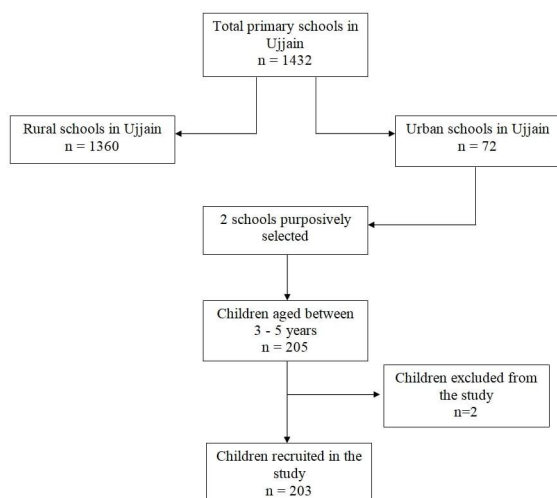 Total primary schools in
Ujjain
n = 1432
Rural schools in Ujjain
n = 1360
Urban schools in Ujjain
n = 72
2 schools purposively
selected
Children aged between
3 - 5 years
n = 205
Children excluded from
the study
n=2
Children recruited in the
study
n = 203